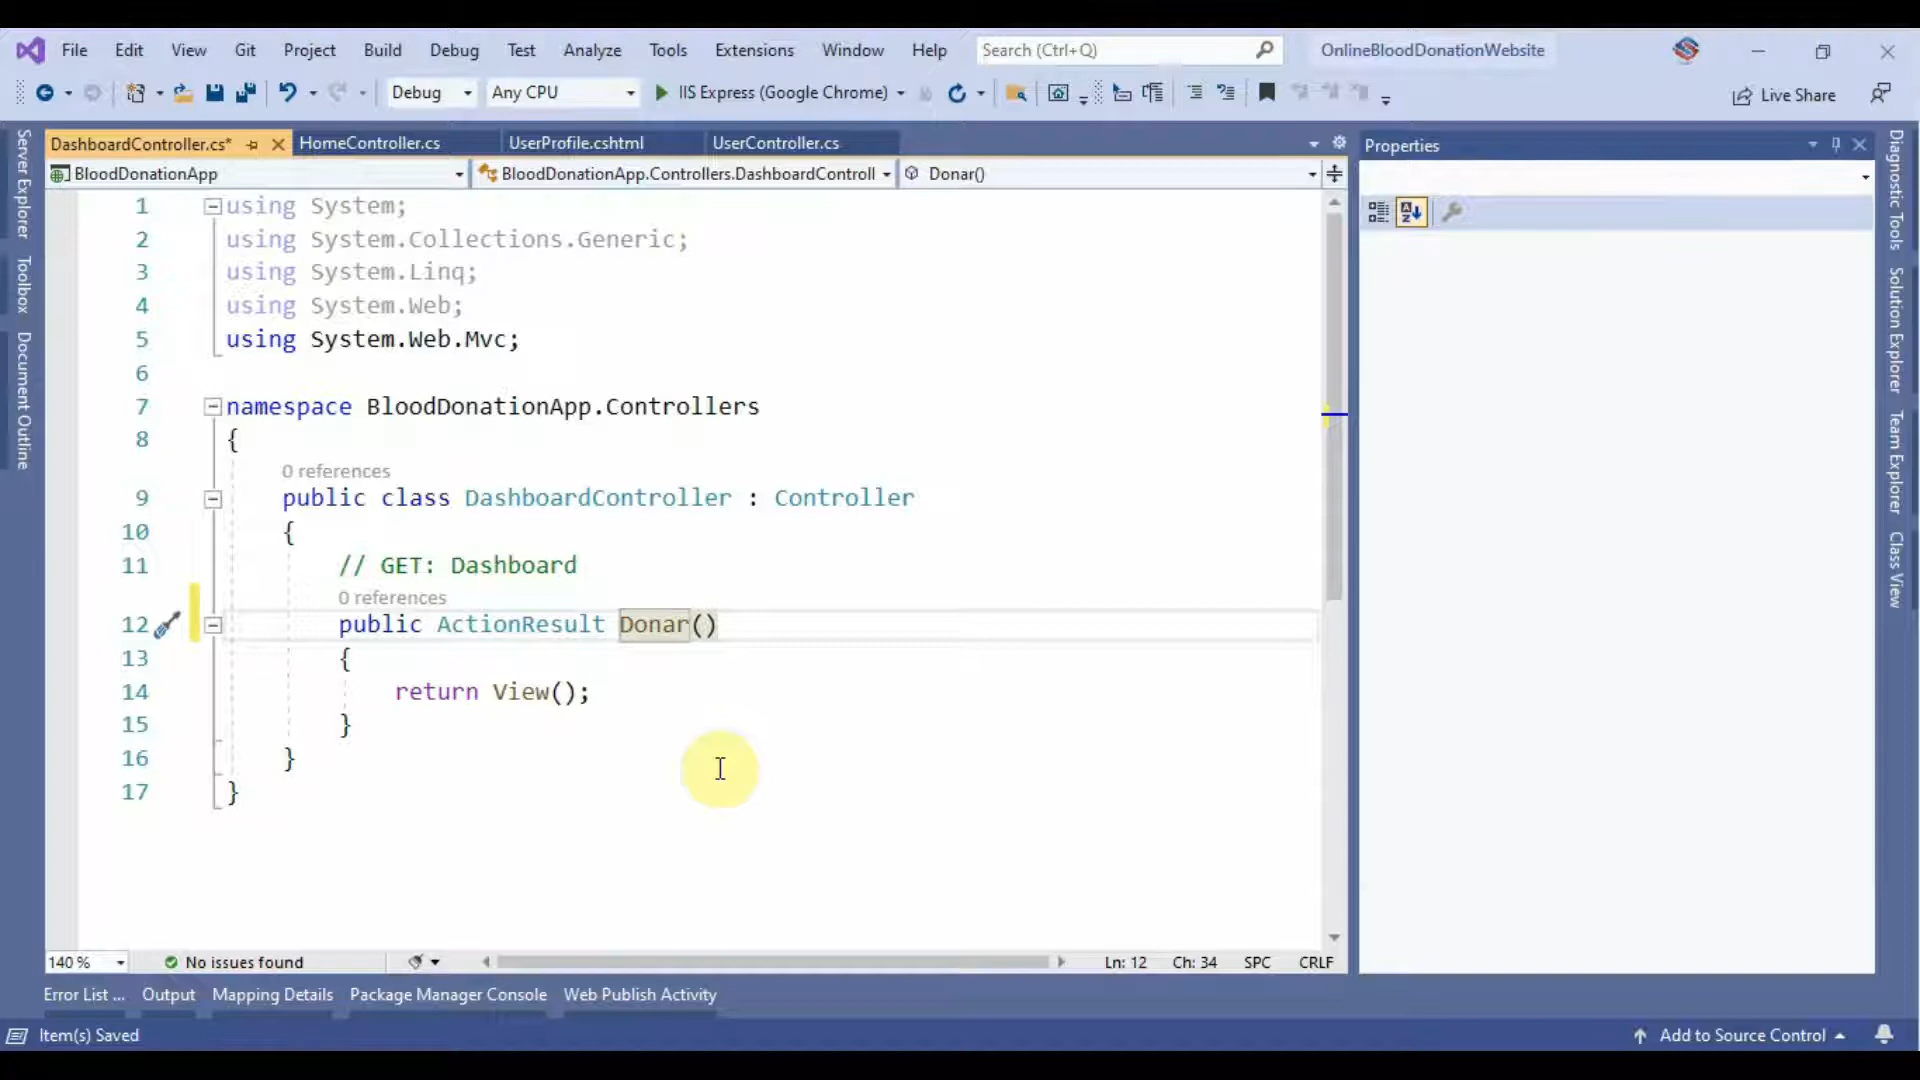 File Edit View Git Project Build Debug Test Analyze Tools Extensions Window Help Search (Ctrl+Q) OnlineBloodDonationWebsite
Debug Any CPU IIS Express (Google Chrome) Live Share
DashboardController.cs* HomeController.cs UserProfile.cshtml UserController.cs Properties
BloodDonationApp BloodDonationApp.Controllers.DashboardControll Donar()
1 using System;
2 using System.Collections.Generic;
3 using System.Linq;
4 using System.Web;
5 using System.Web.Mvc;
6
7 namespace BloodDonationApp.Controllers
8 {
0 references
9 public class DashboardController : Controller
10 {
11 // GET: Dashboard
0 references
12 public ActionResult Donar()
13 {
14 return View();
15 }
16 }
17 }
Server Explorer
Toolbox
Document Outline
Diagnostic Tools
Solution Explorer
Team Explorer
Class View
140 % No issues found Ln: 12 Ch: 34 SPC CRLF
Error List ... Output Mapping Details Package Manager Console Web Publish Activity
Item(s) Saved Add to Source Control